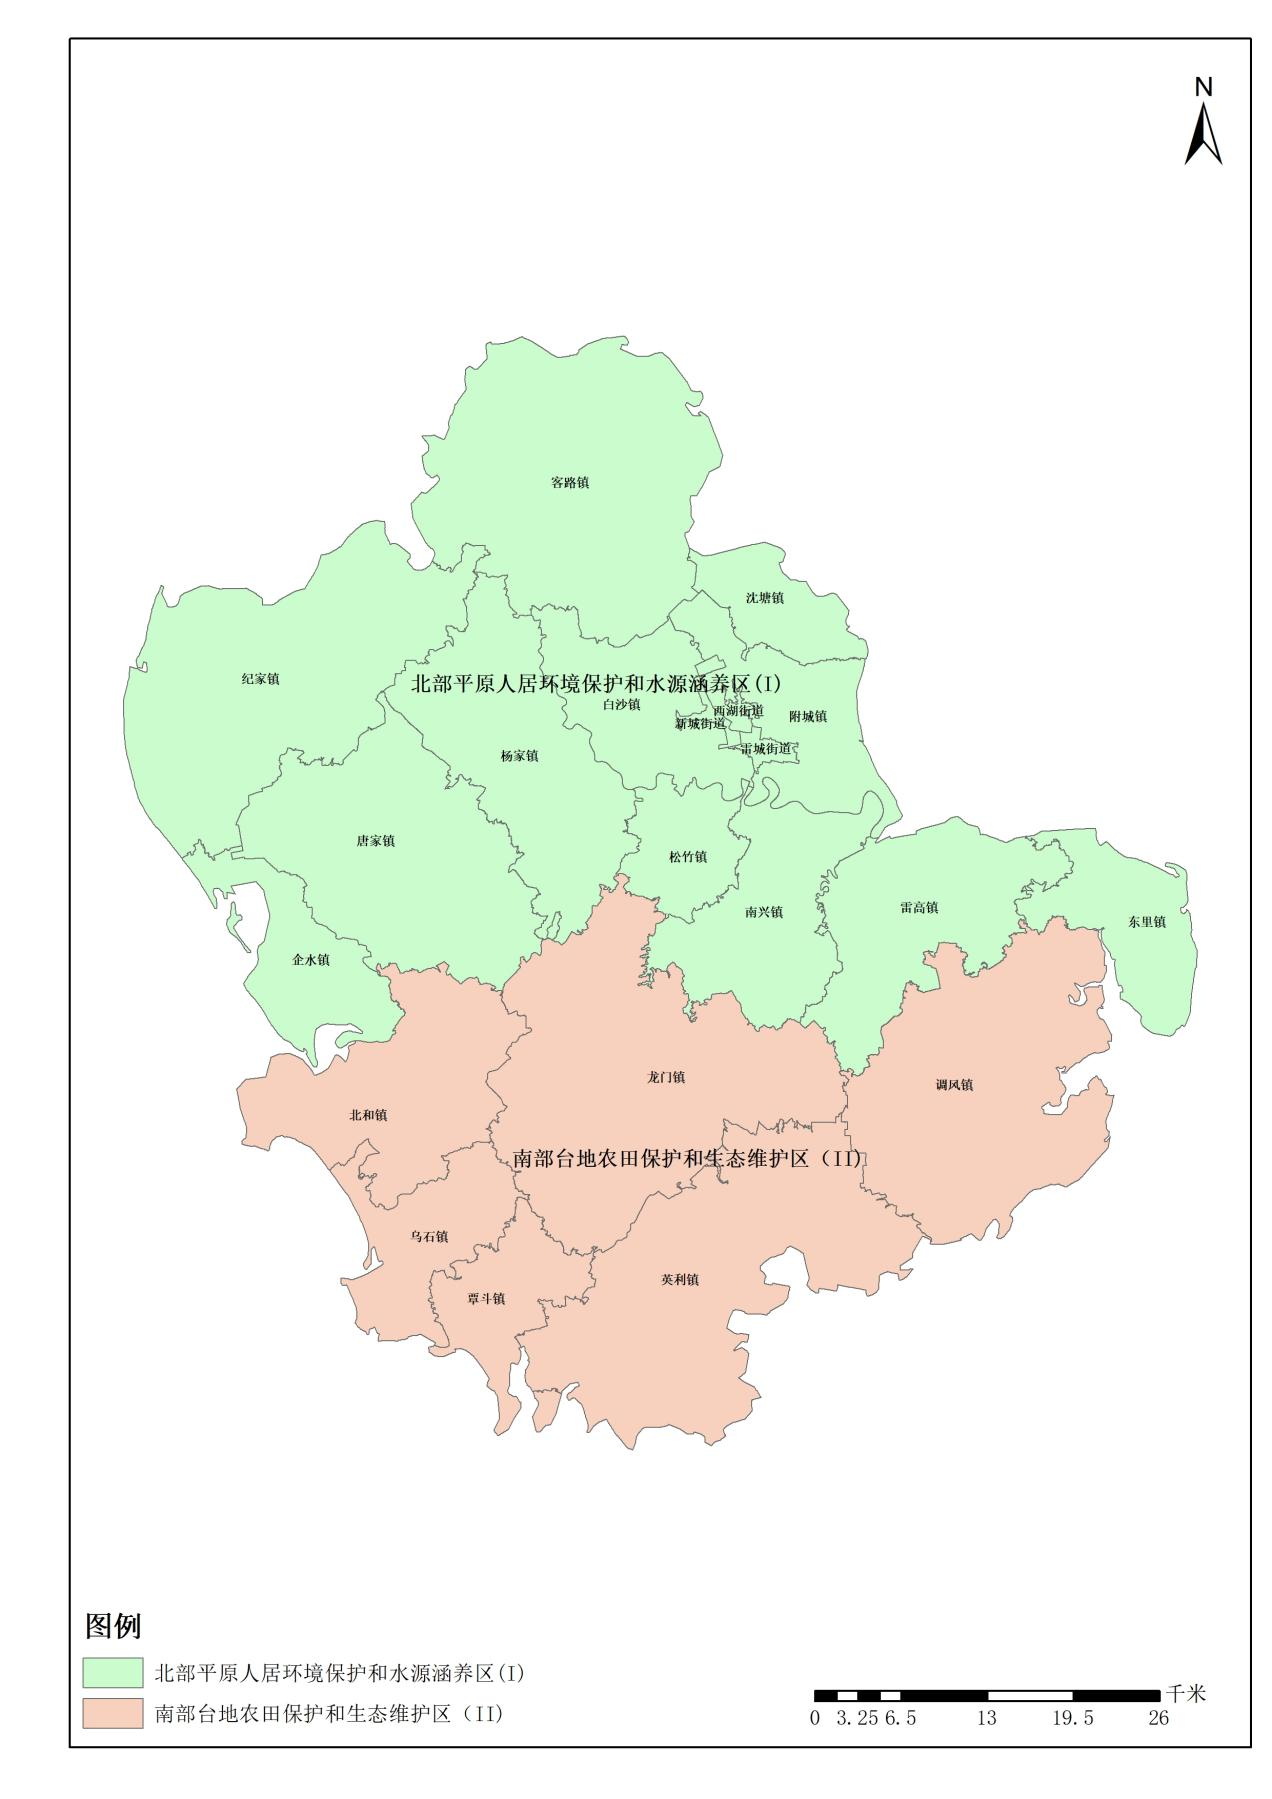 N
客路镇
沈塘镇
纪家镇
北部平原人居环境保护和水源涵养区(I)
白沙镇
西湖街道
新城街道
附城镇
雷城街道
杨家镇
唐家镇
松竹镇
南兴镇
雷高镇
东里镇
企水镇
龙门镇
调风镇
北和镇
南部台地农田保护和生态维护区（II）
乌石镇
英利镇
覃斗镇
图例
北部平原人居环境保护和水源涵养区(I)
南部台地农田保护和生态维护区（II）
千米
0 3.25 6.5 13 19.5 26